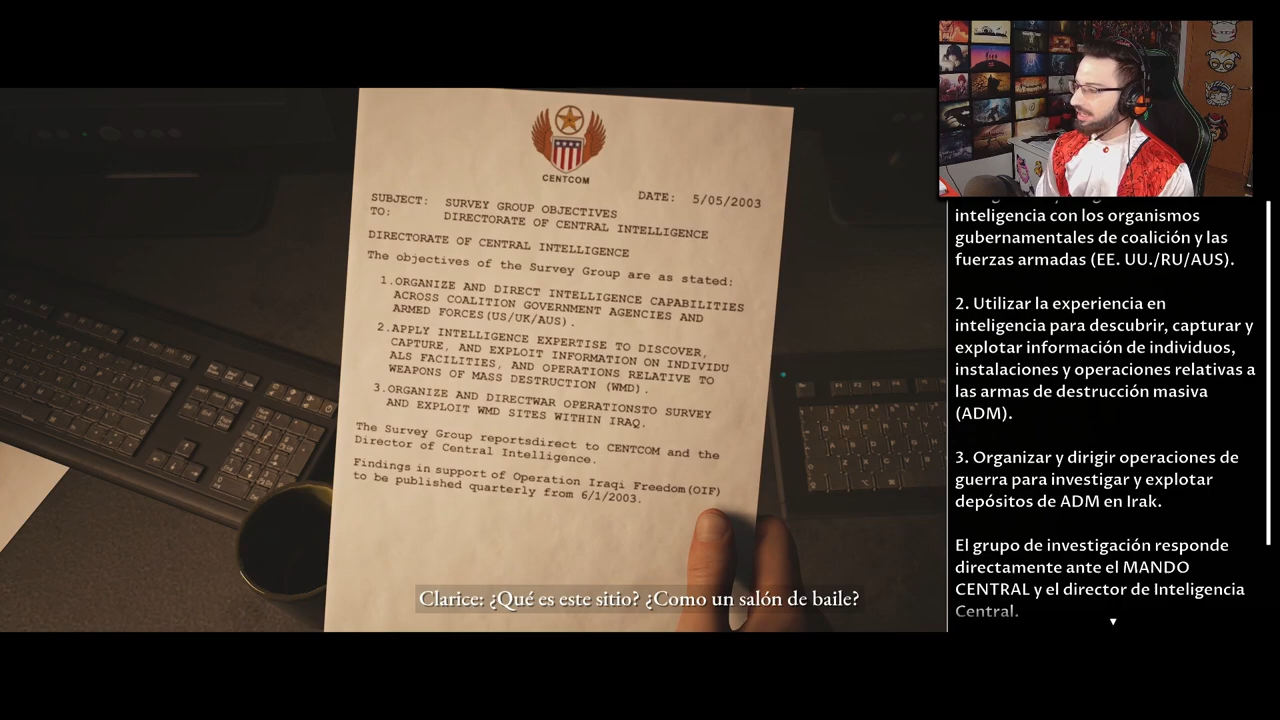 CENTCOM
DATE: 5/05/2003
SUBJECT: SURVEY GROUP OBJECTIVES
TO: DIRECTORATE OF CENTRAL INTELLIGENCE
DIRECTORATE OF CENTRAL INTELLIGENCE
The objectives of the Survey Group are as stated:
1.ORGANIZE AND DIRECT INTELLIGENCE CAPABILITIES
ACROSS COALITION GOVERNMENT AGENCIES AND
ARMED FORCES(US/UK/AUS).
2.APPLY INTELLIGENCE EXPERTISE TO DISCOVER,
CAPTURE, AND EXPLOIT INFORMATION ON INDIVIDU
ALS FACILITIES, AND OPERATIONS RELATIVE TO
WEAPONS OF MASS DESTRUCTION (WMD).
3.ORGANIZE AND DIRECTWAR OPERATIONSTO SURVEY
AND EXPLOIT WMD SITES WITHIN IRAQ.
The Survey Group reportsdirect to CENTCOM and the
Director of Central Intelligence.
Findings in support of Operation Iraqi Freedom(OIF)
to be published quarterly from 6/1/2003.
Clarice: ¿Qué es este sitio? ¿Como un salón de baile?
inteligencia con los organismos
gubernamentales de coalición y las
fuerzas armadas (EE. UU./RU/AUS).
2. Utilizar la experiencia en
inteligencia para descubrir, capturar y
explotar información de individuos,
instalaciones y operaciones relativas a
las armas de destrucción masiva
(ADM).
3. Organizar y dirigir operaciones de
guerra para investigar y explotar
depósitos de ADM en Irak.
El grupo de investigación responde
directamente ante el MANDO
CENTRAL y el director de Inteligencia
Central.